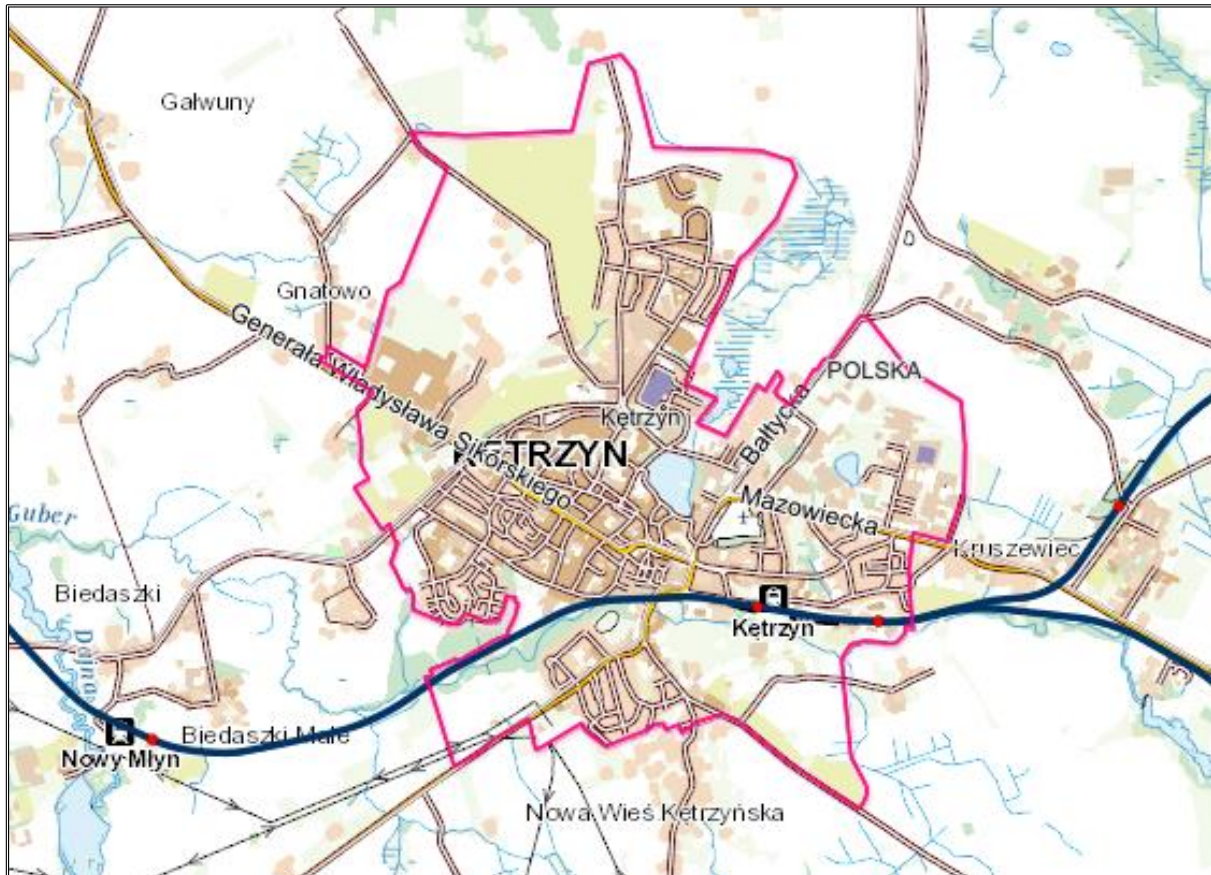 Gałwuny
Gnatowo
Generała Władysława Sikorskiego
POLSKA
Kętrzyn
Bałtycka
KĘTRZYN
Mazowiecka
Guber
Kruszewiec
Biedaszki
Kętrzyn
Dajna
Biedaszki Małe
Nowy Młyn
Nowa Wieś Kętrzyńska